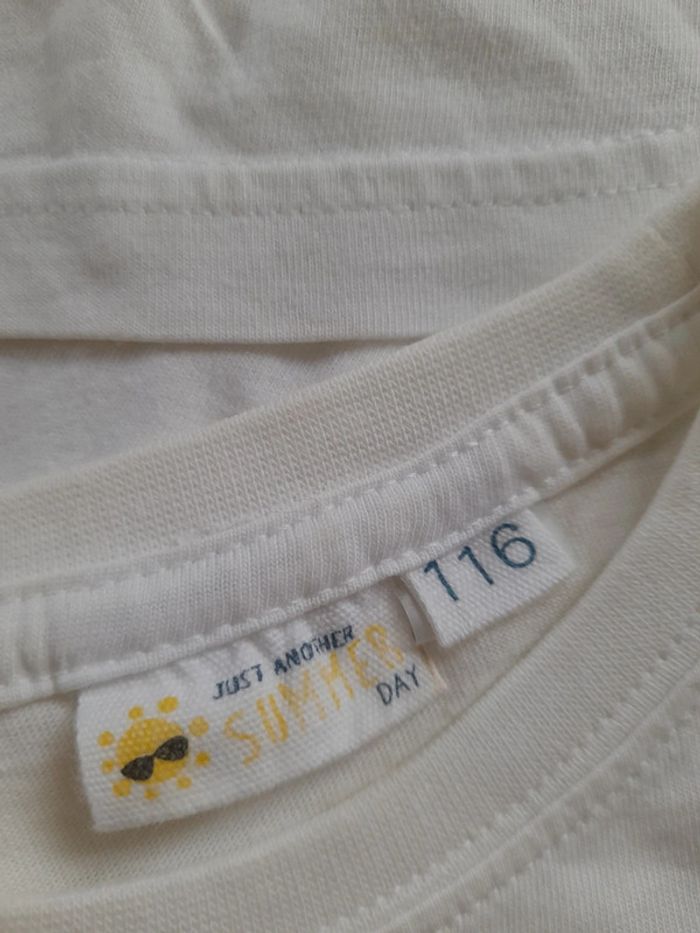 116
JUST ANOTHER
SUMMER
DAY